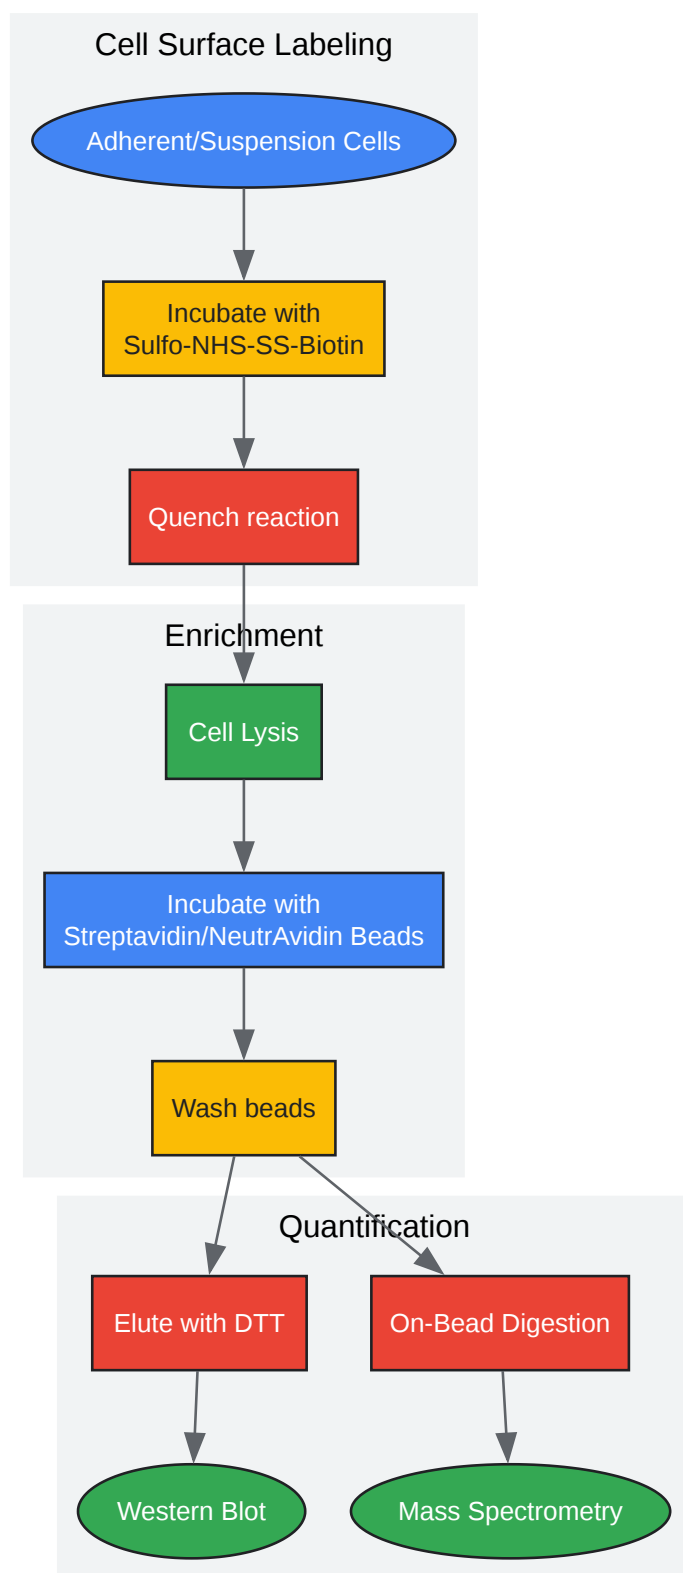 Cell Surface Labeling
Adherent/Suspension Cells
Incubate with
Sulfo-NHS-SS-Biotin
Quench reaction
Enrichment
Cell Lysis
Incubate with
Streptavidin/NeutrAvidin Beads
Wash beads
Quantification
Elute with DTT
On-Bead Digestion
Western Blot
Mass Spectrometry